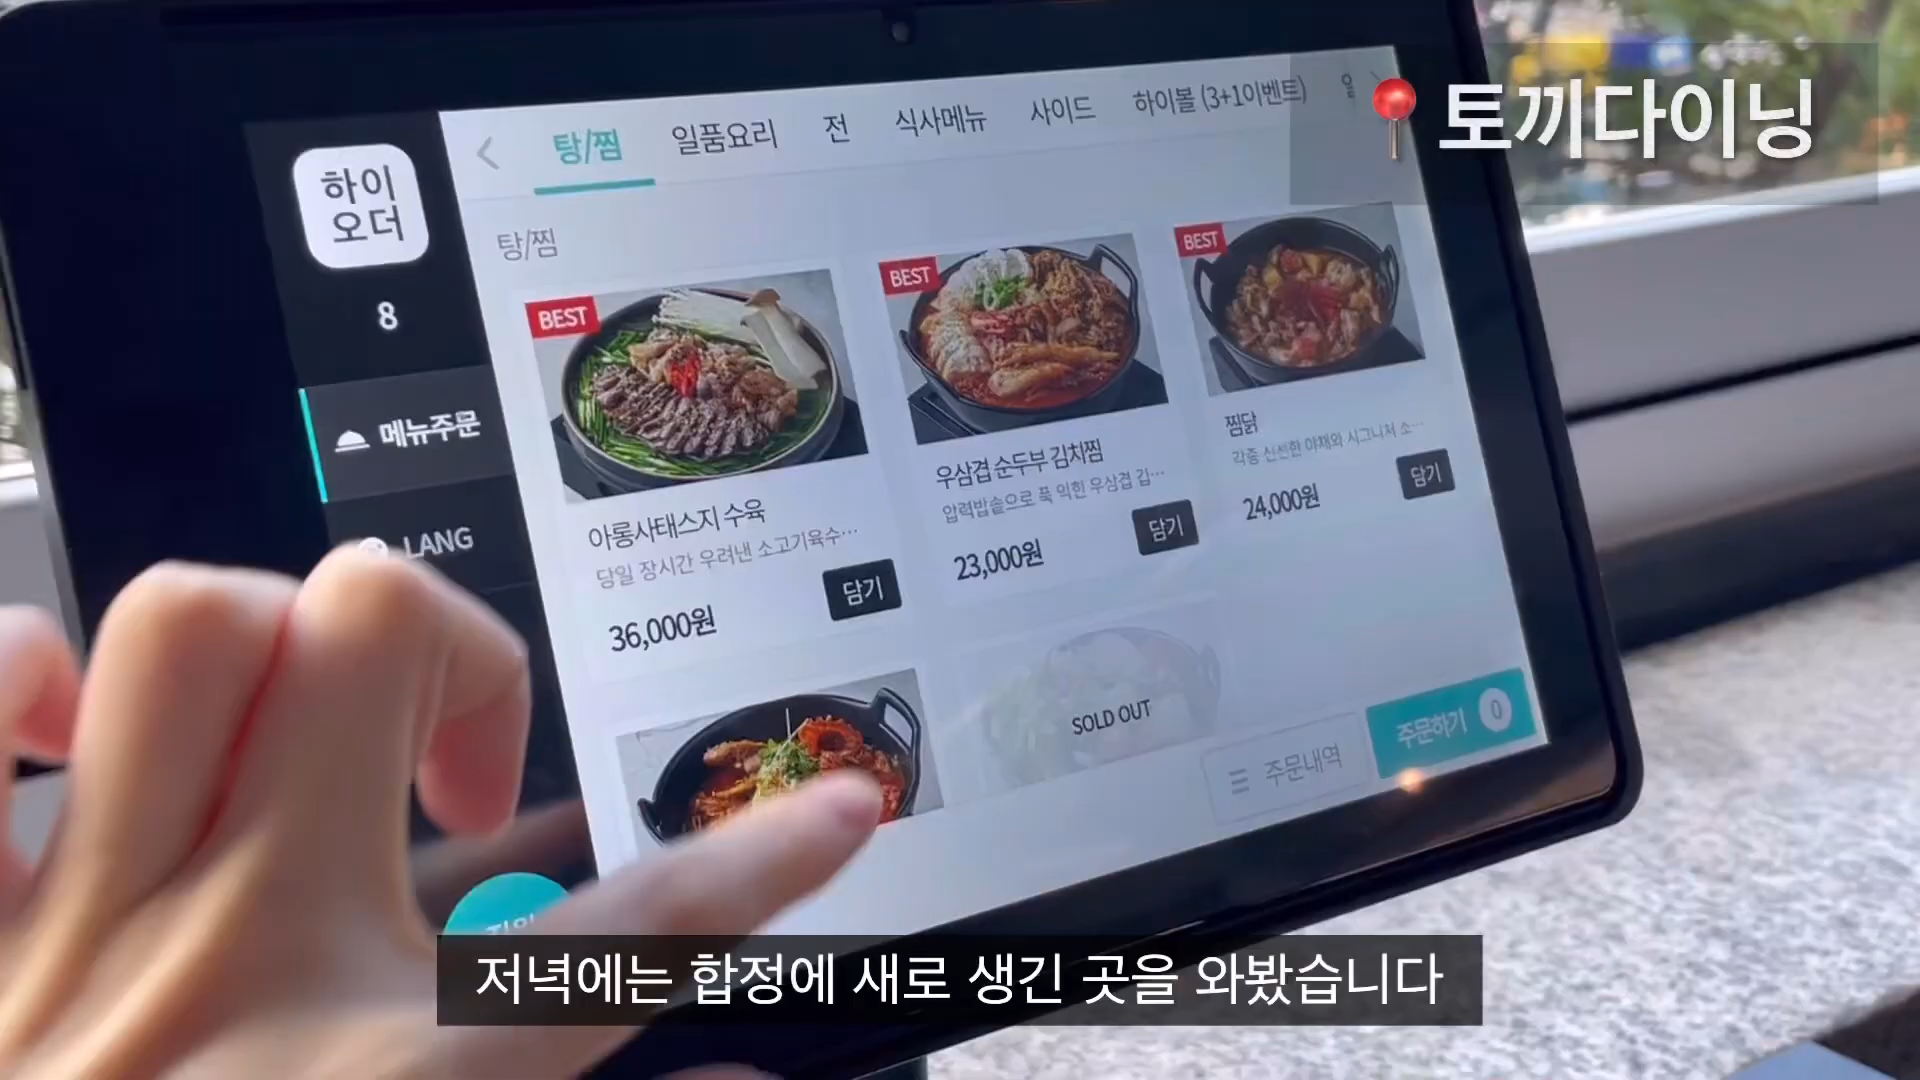 토끼다이닝
탕/찜
일품요리
전
식사메뉴
사이드
하이볼 (3+1이벤트)
하이
오더
8
메뉴주문
LANG
탕/찜
BEST
아롱사태스지 수육
당일 장시간 우려낸 소고기육수…
36,000원
담기
BEST
우삼겹 순두부 김치찜
압력밥솥으로 푹 익힌 우삼겹 김…
23,000원
담기
BEST
찜닭
각종 신선한 야채와 시그니처 소…
24,000원
담기
SOLD OUT
주문내역
주문하기 0
저녁에는 합정에 새로 생긴 곳을 와봤습니다